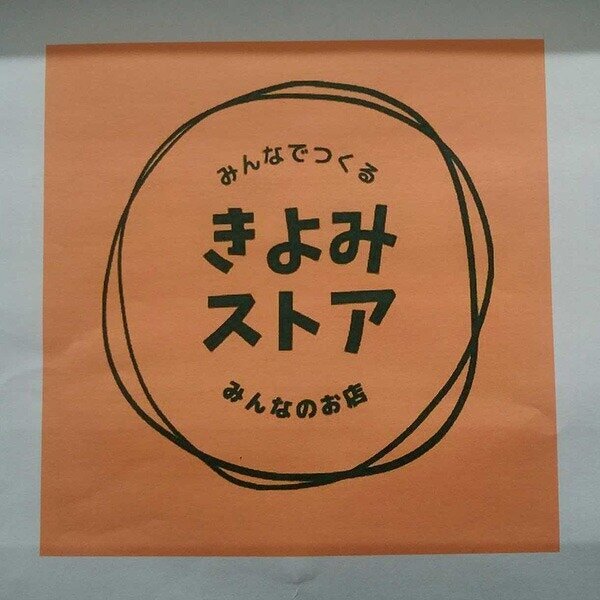 みんなでつくる
きよみ
ストア
みんなのお店